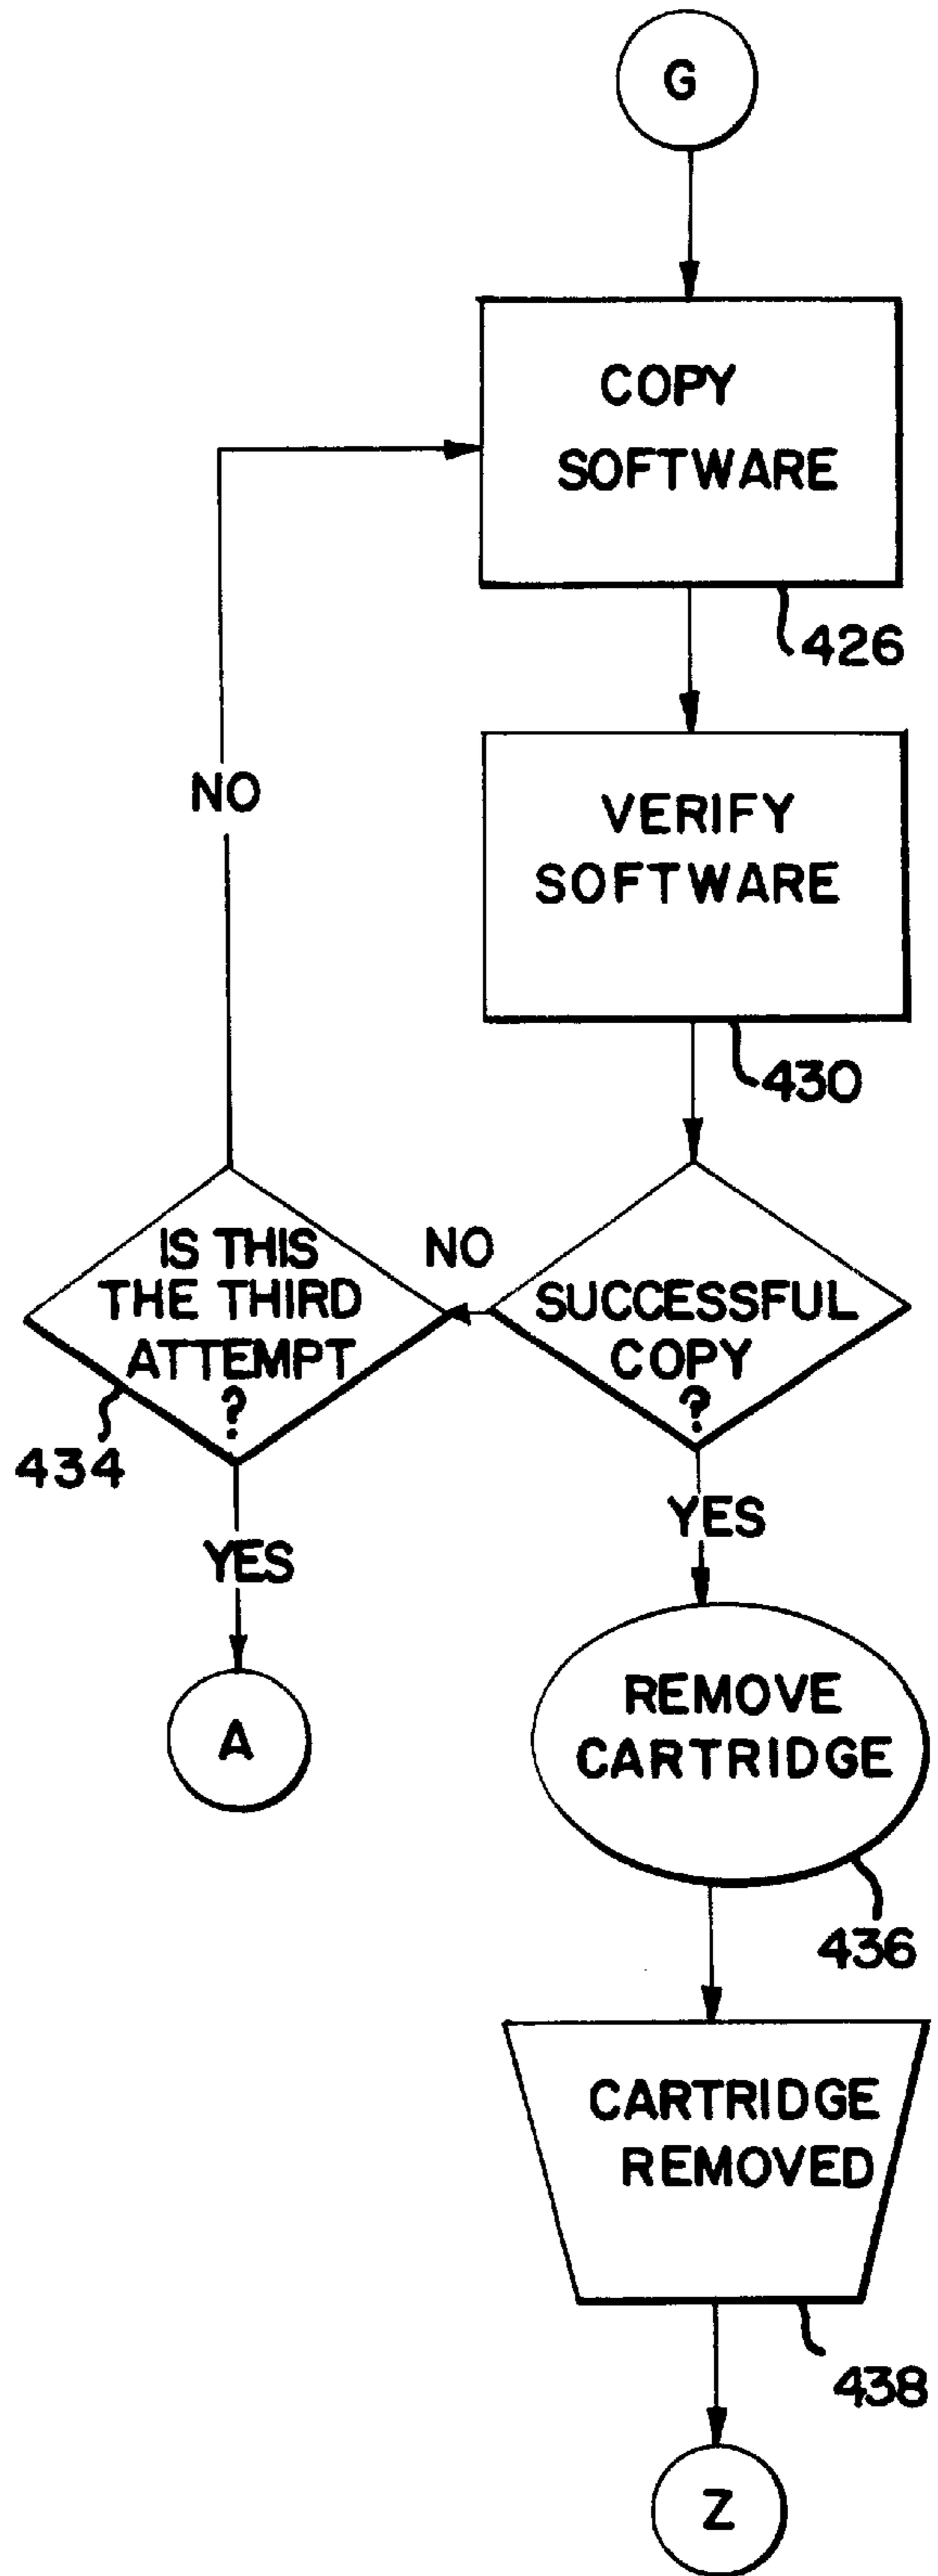 G
COPY
SOFTWARE
426
NO
VERIFY
SOFTWARE
430
IS THIS
THE THIRD
ATTEMPT
?
434
NO
SUCCESSFUL
COPY
?
YES
YES
A
REMOVE
CARTRIDGE
436
CARTRIDGE
REMOVED
438
Z